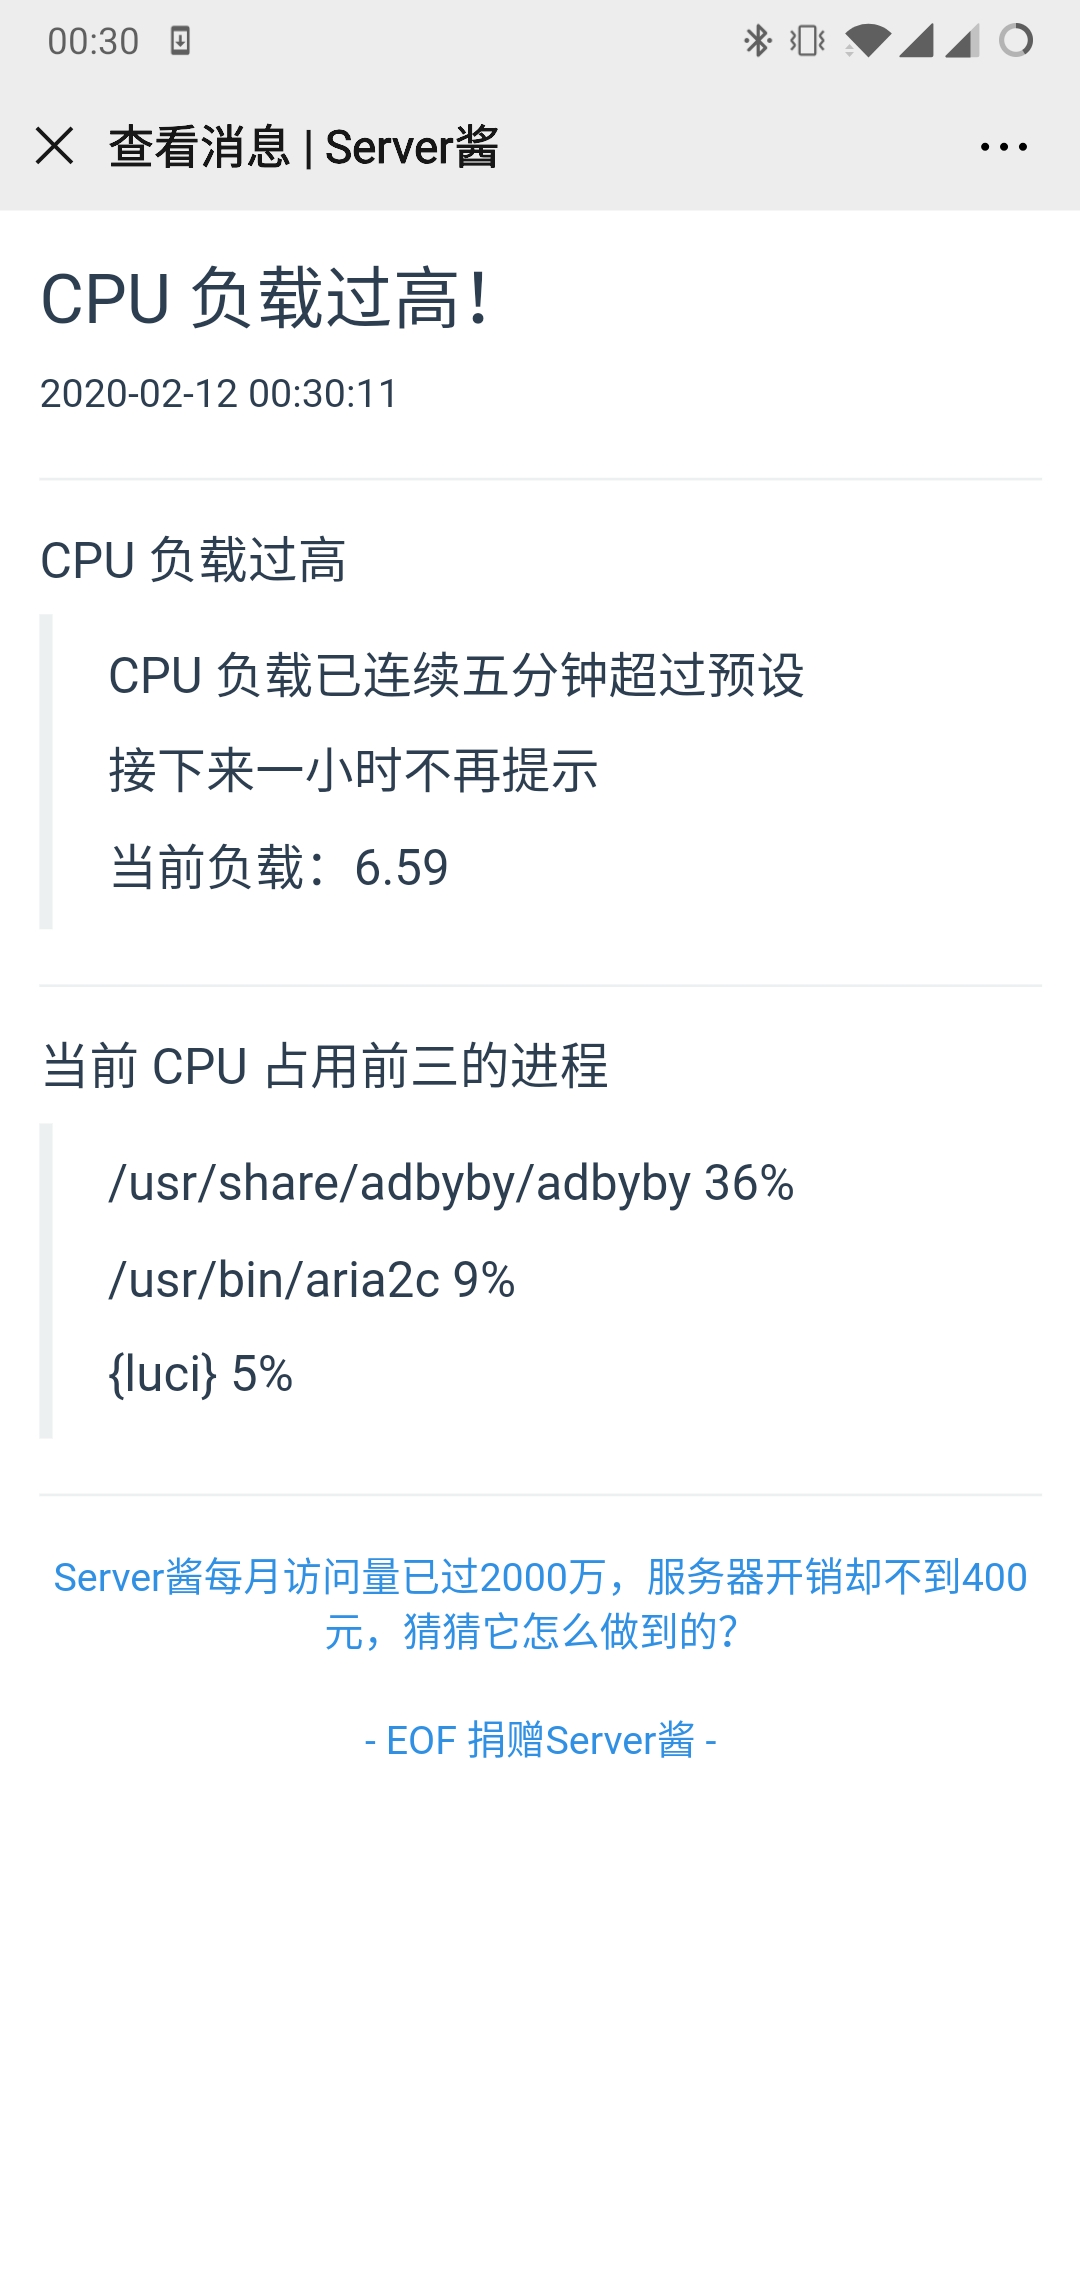 00:30
查看消息 | Server酱
CPU 负载过高！
2020-02-12 00:30:11
CPU 负载过高
CPU 负载已连续五分钟超过预设
接下来一小时不再提示
当前负载：6.59
当前 CPU 占用前三的进程
/usr/share/adbyby/adbyby 36%
/usr/bin/aria2c 9%
{luci} 5%
Server酱每月访问量已过2000万，服务器开销却不到400
元，猜猜它怎么做到的？
- EOF 捐赠Server酱 -